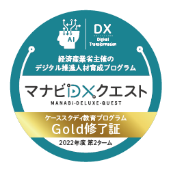 AI
DX
Digital
Transformation
経済産業省主催の
デジタル推進人材育成プログラム
マナビDXクエスト
MANABI-DELUXE-QUEST
ケーススタディ教育プログラム
Gold修了証
2022年度 第2ターム